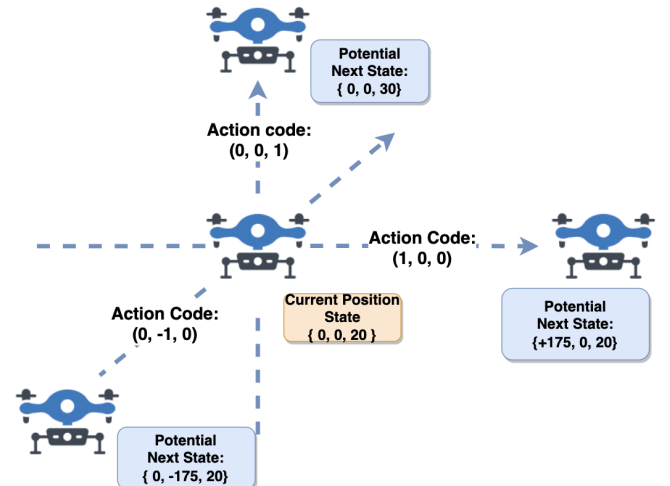 Potential
Next State:
{ 0, 0, 30}
Action code:
(0, 0, 1)
Action Code:
(1, 0, 0)
Current Position
State
{ 0, 0, 20 }
Potential
Next State:
{+175, 0, 20}
Action Code:
(0, -1, 0)
Potential
Next State:
{ 0, -175, 20}